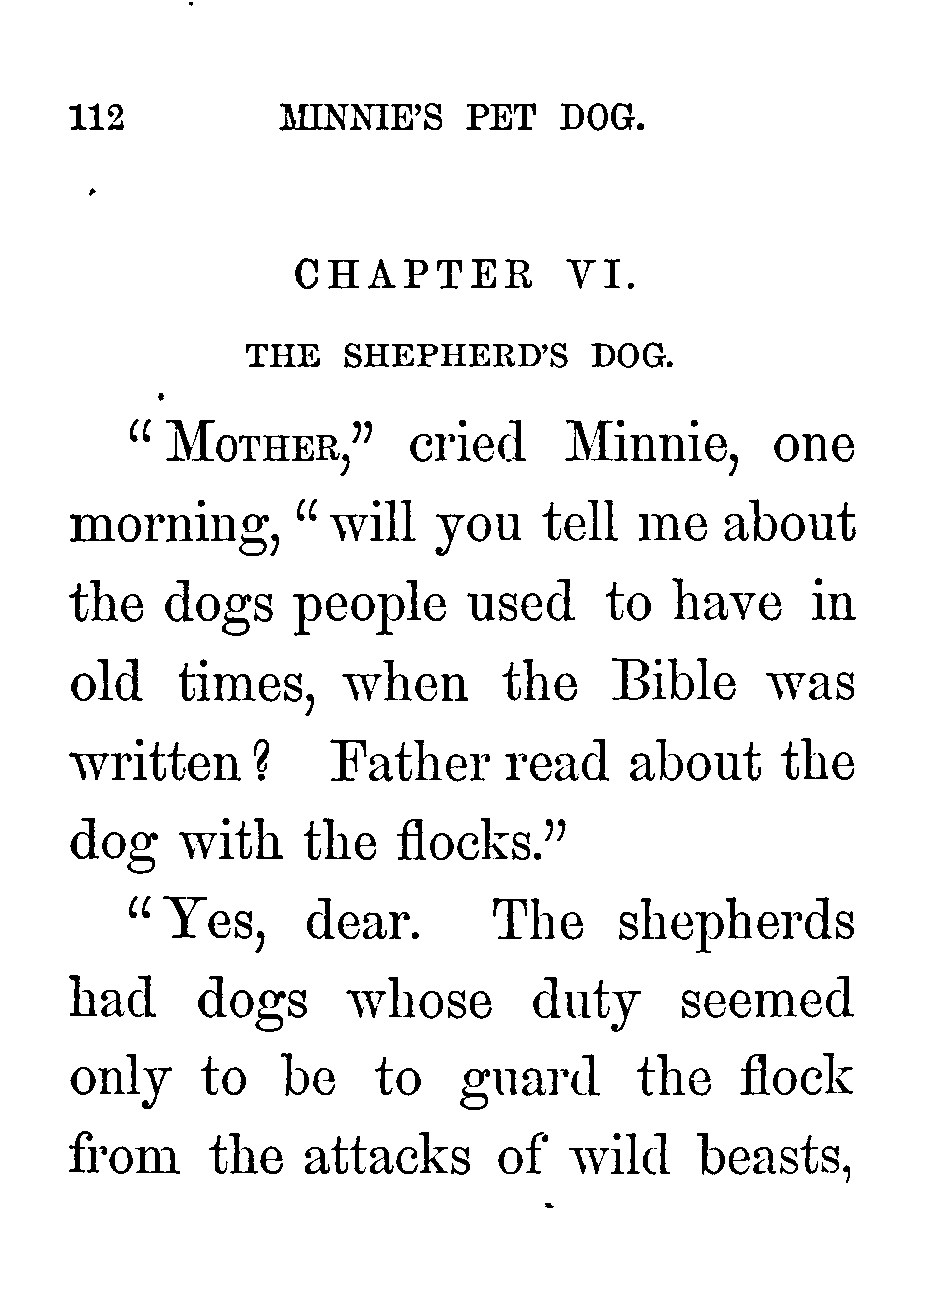 112 MINNIE'S PET DOG.
CHAPTER VI.
THE SHEPHERD'S DOG.
“MOTHER,” cried Minnie, one
morning, “will you tell me about
the dogs people used to have in
old times, when the Bible was
written? Father read about the
dog with the flocks.”
“Yes, dear. The shepherds
had dogs whose duty seemed
only to be to guard the flock
from the attacks of wild beasts,